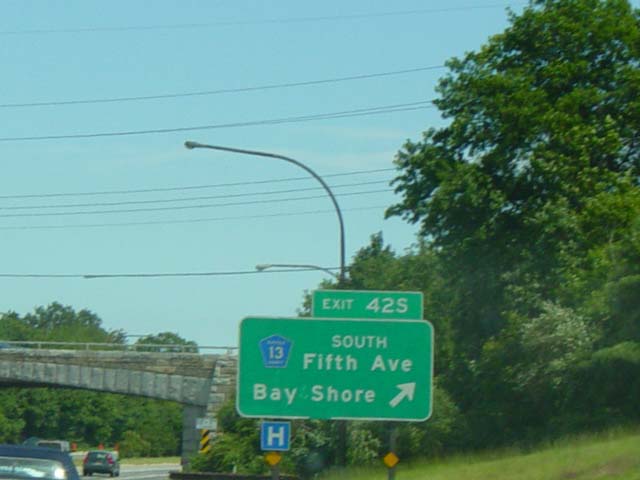 EXIT 42S
SOUTH
13
Fifth Ave
Bay Shore
H